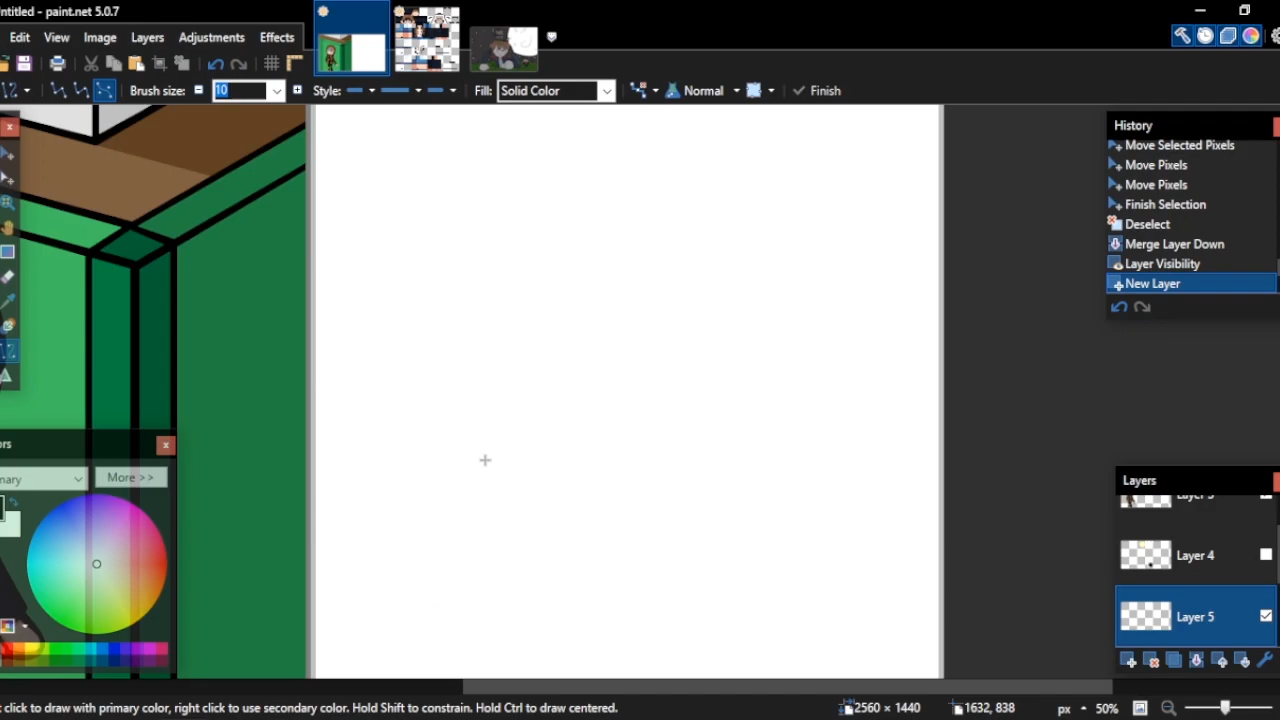 ntitled - paint.net 5.0.7
Edit View Image Layers Adjustments Effects
Brush size: 10 Style: Fill: Solid Color Normal Finish
History
Move Selected Pixels
Move Pixels
Move Pixels
Finish Selection
Deselect
Merge Layer Down
Layer Visibility
New Layer
ors
mary More >>
Layers
Layer 3
Layer 4
Layer 5
click to draw with primary color, right click to use secondary color. Hold Shift to constrain. Hold Ctrl to draw centered. 2560 × 1440 1632, 838 px 50%